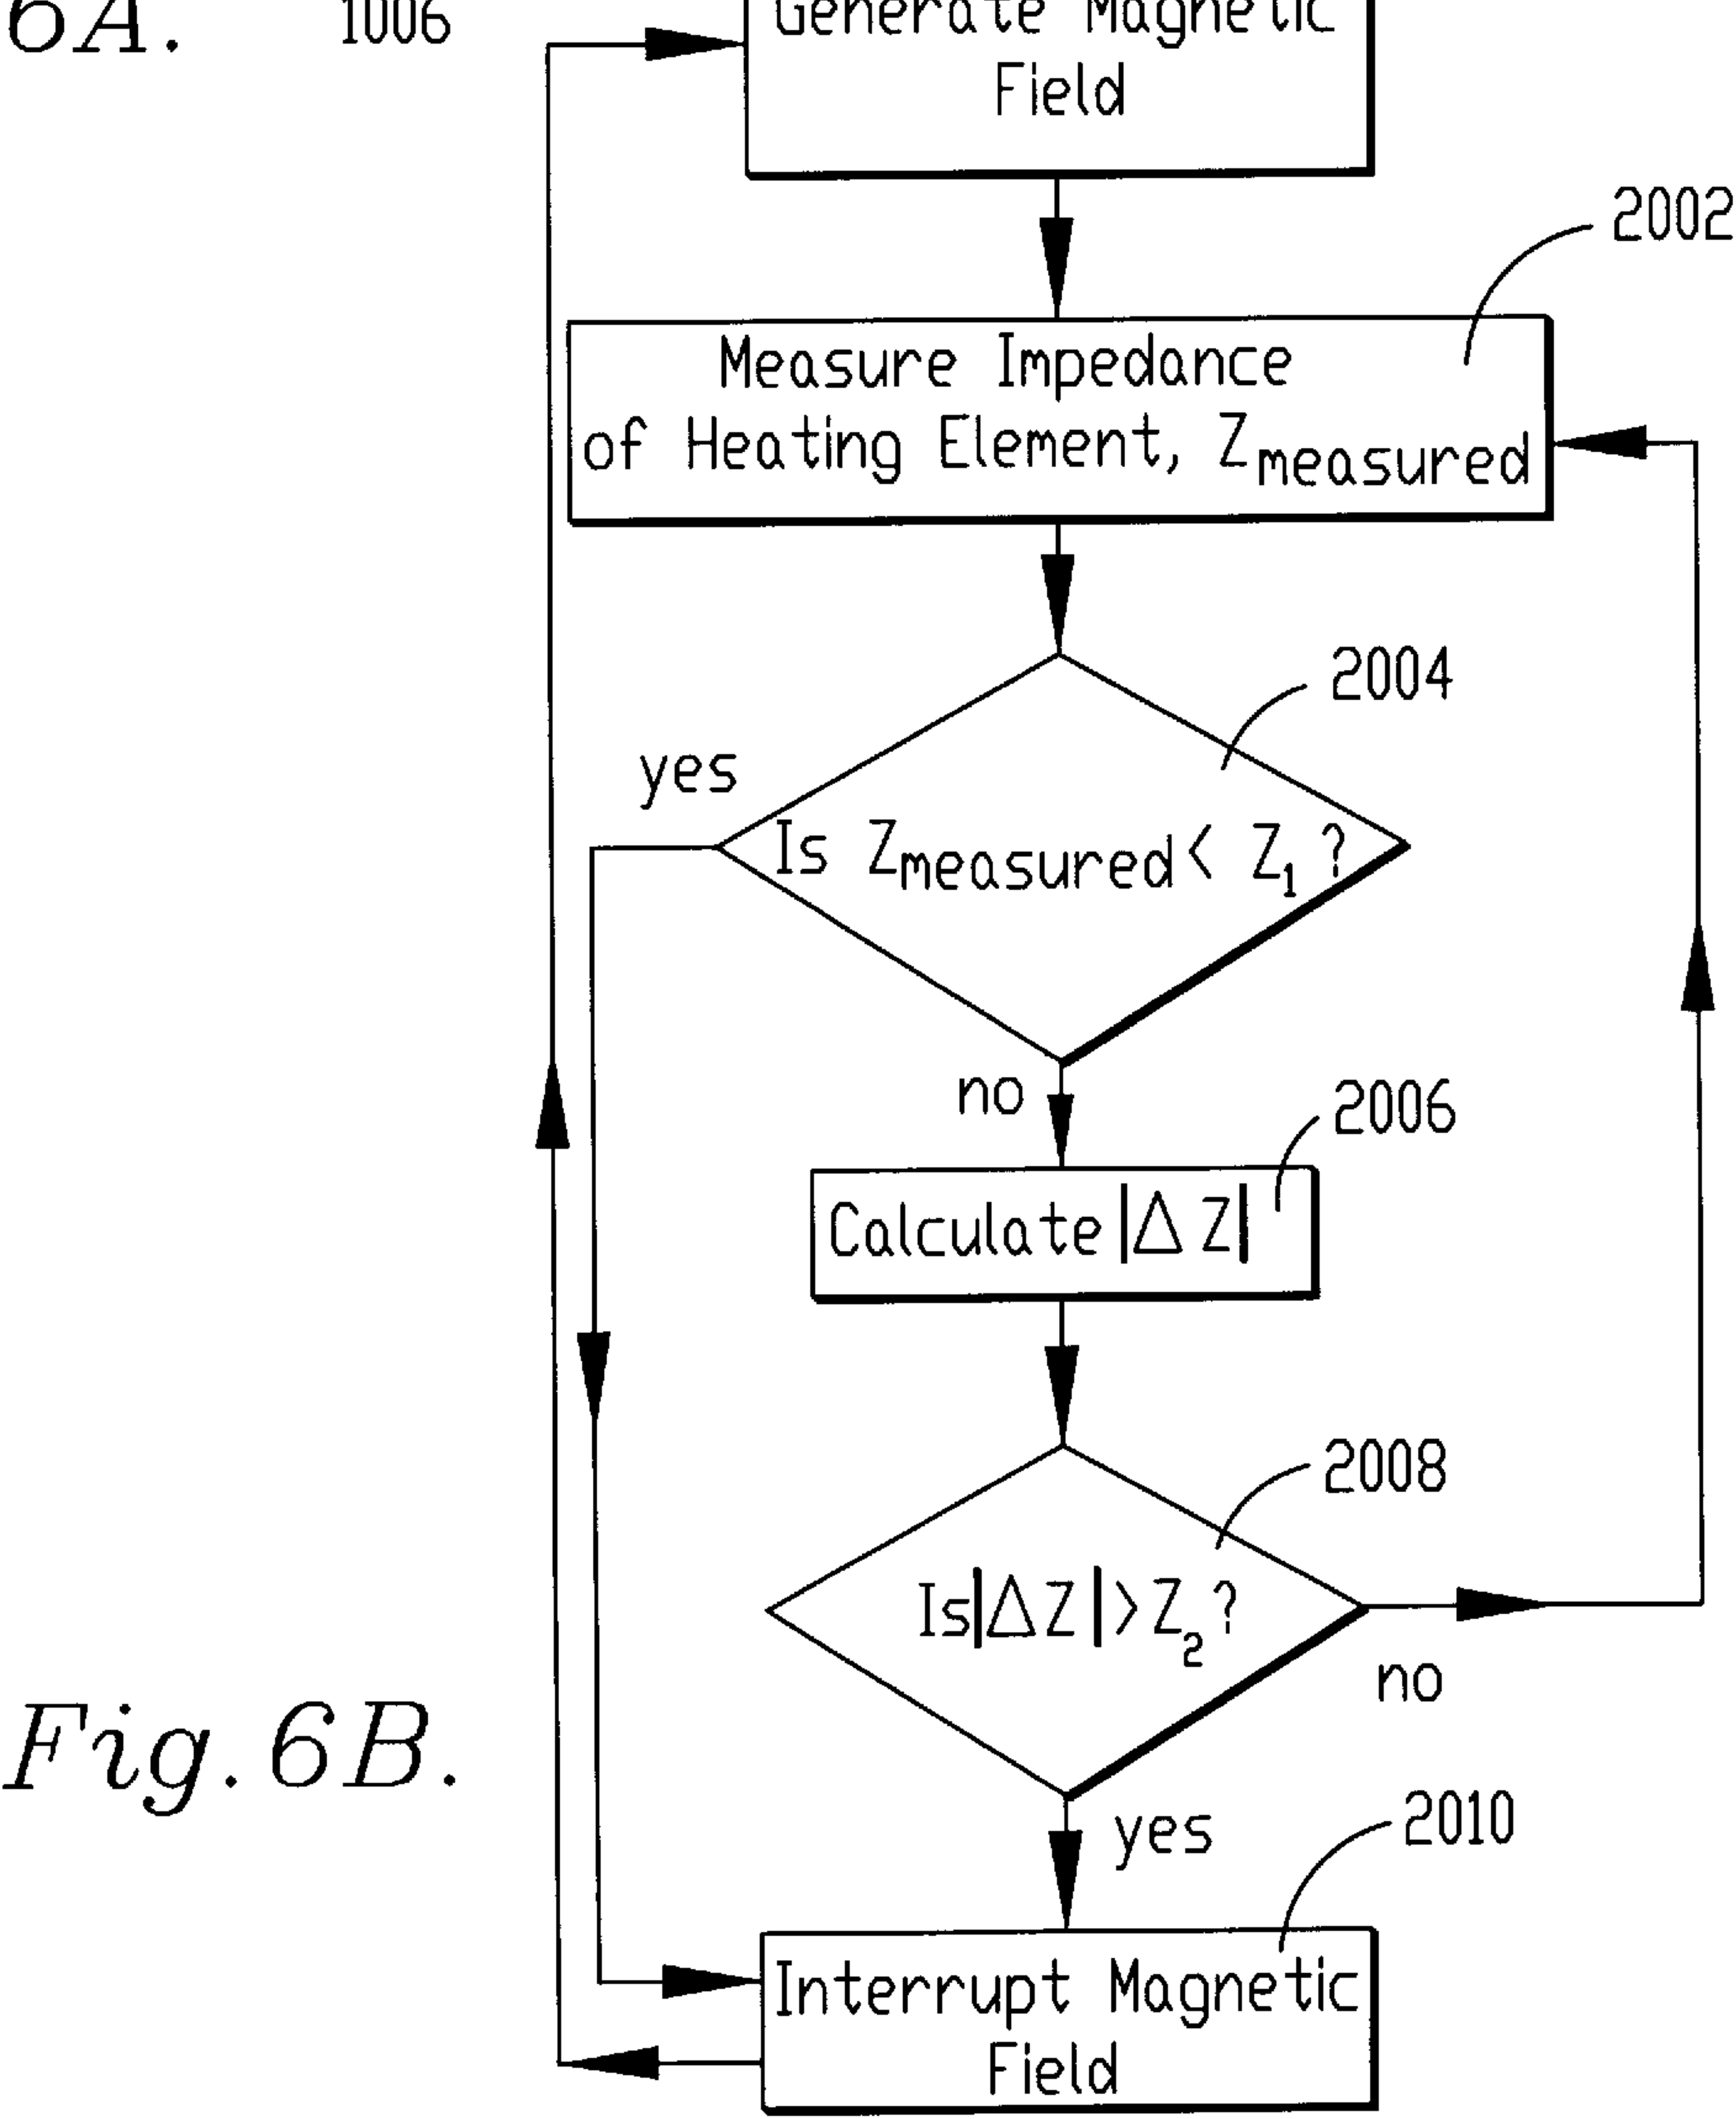 6A.
1006
Generate Magnetic
Field
2002
Measure Impedance
of Heating Element, Zmeasured
2004
yes
Is Zmeasured < Z1 ?
no
2006
Calculate |Δ Z|
2008
Is |ΔZ| > Z2 ?
no
Fig. 6B.
yes
2010
Interrupt Magnetic
Field